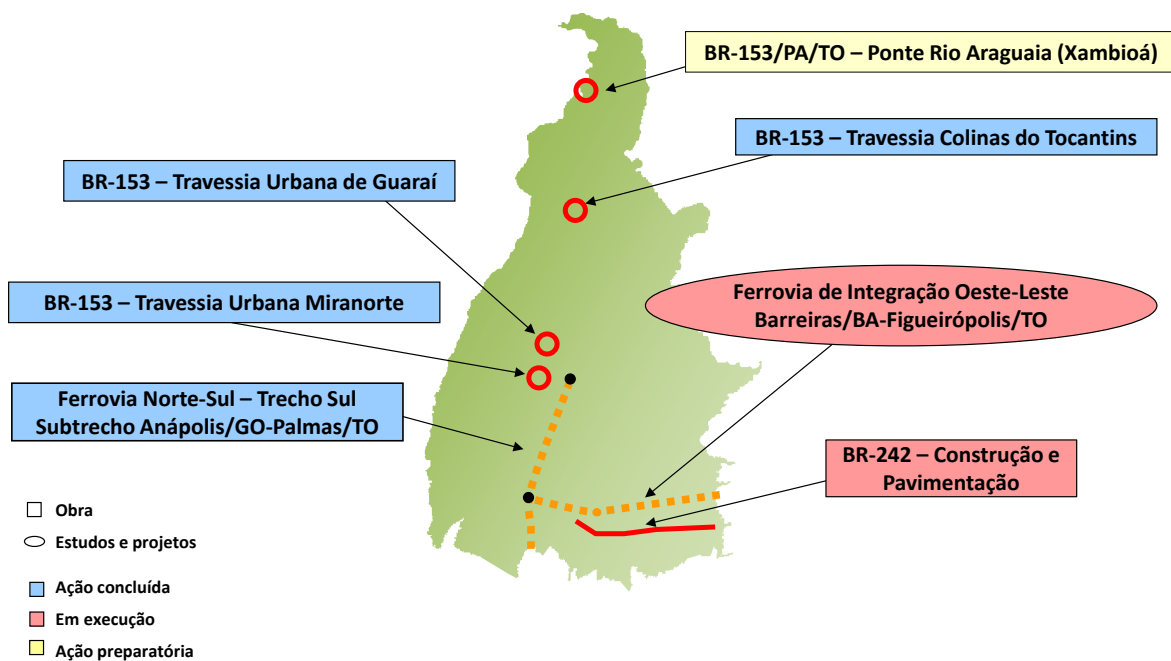 BR-153/PA/TO – Ponte Rio Araguaia (Xambioá)
BR-153 – Travessia Colinas do Tocantins
BR-153 – Travessia Urbana de Guaraí
BR-153 – Travessia Urbana Miranorte
Ferrovia de Integração Oeste-Leste
Barreiras/BA-Figueirópolis/TO
Ferrovia Norte-Sul – Trecho Sul
Subtrecho Anápolis/GO-Palmas/TO
BR-242 – Construção e
Pavimentação
Obra
Estudos e projetos
Ação concluída
Em execução
Ação preparatória